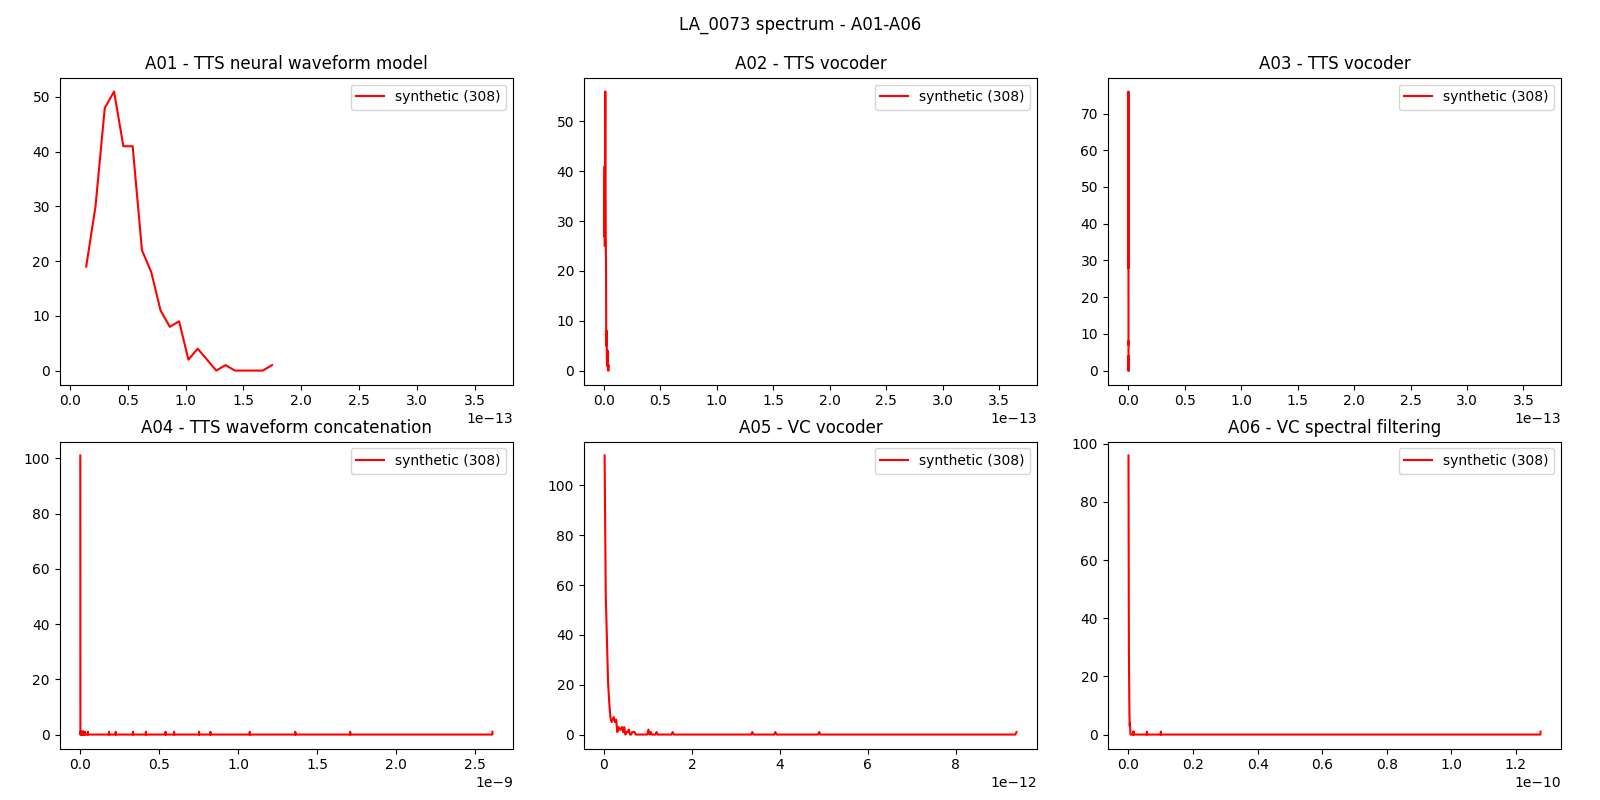 LA_0073 spectrum - A01-A06
A01 - TTS neural waveform model
A02 - TTS vocoder
A03 - TTS vocoder
synthetic (308)
synthetic (308)
synthetic (308)
50
40
30
20
10
0
50
40
30
20
10
0
70
60
50
40
30
20
10
0
0.0 0.5 1.0 1.5 2.0 2.5 3.0 3.5
1e−13
0.0 0.5 1.0 1.5 2.0 2.5 3.0 3.5
1e−13
0.0 0.5 1.0 1.5 2.0 2.5 3.0 3.5
1e−13
A04 - TTS waveform concatenation
A05 - VC vocoder
A06 - VC spectral filtering
synthetic (308)
synthetic (308)
synthetic (308)
100
80
60
40
20
0
100
80
60
40
20
0
100
80
60
40
20
0
0.0 0.5 1.0 1.5 2.0 2.5
1e−9
0 2 4 6 8
1e−12
0.0 0.2 0.4 0.6 0.8 1.0 1.2
1e−10